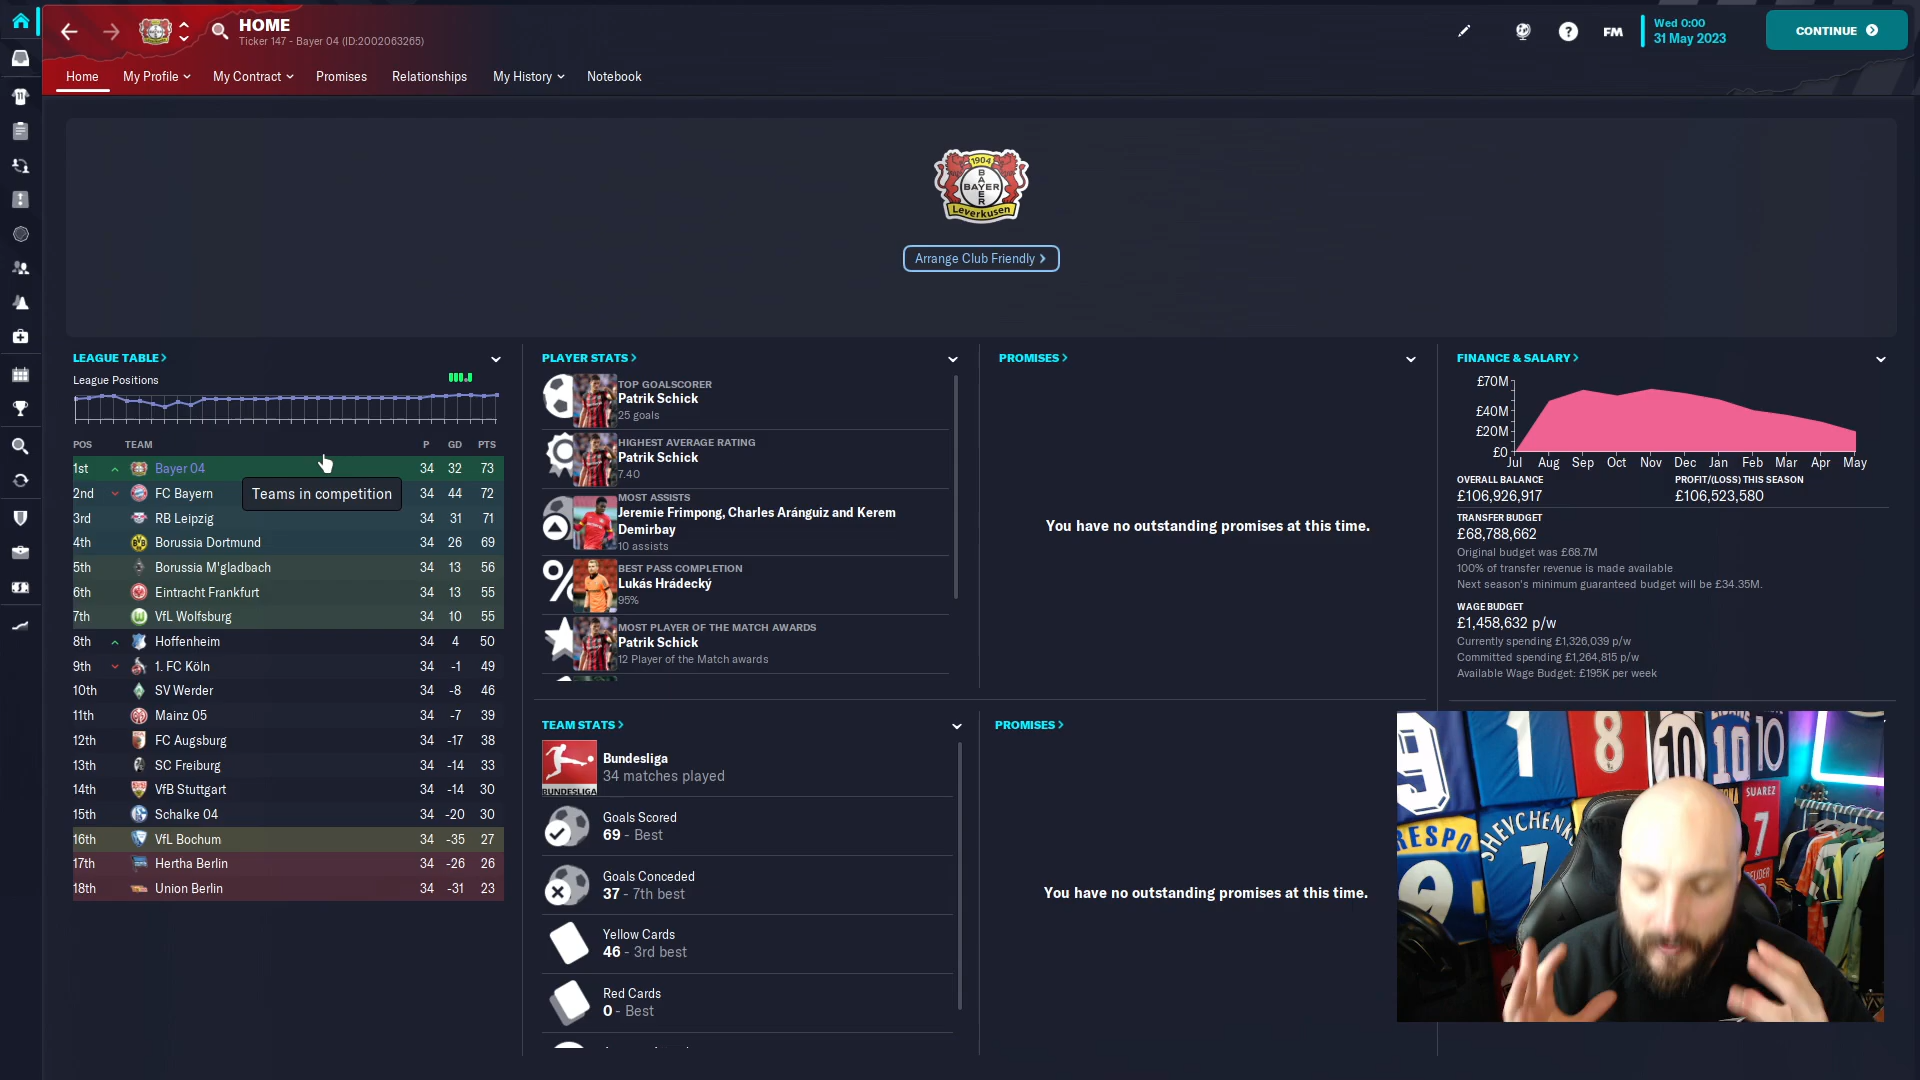 HOME
Ticker 147 - Bayer 04 (ID:2002063265)
FM
Wed 0:00
31 May 2023
CONTINUE
Home
My Profile
My Contract
Promises
Relationships
My History
Notebook
1904
BAYER
BAYER
Leverkusen
Arrange Club Friendly
LEAGUE TABLE
League Positions
POS TEAM P GD PTS
1st Bayer 04 34 32 73
2nd FC Bayern 34 44 72
Teams in competition
3rd RB Leipzig 34 31 71
4th Borussia Dortmund 34 26 69
5th Borussia M'gladbach 34 13 56
6th Eintracht Frankfurt 34 13 55
7th VfL Wolfsburg 34 10 55
8th Hoffenheim 34 4 50
9th 1. FC Köln 34 -1 49
10th SV Werder 34 -8 46
11th Mainz 05 34 -7 39
12th FC Augsburg 34 -17 38
13th SC Freiburg 34 -14 33
14th VfB Stuttgart 34 -14 30
15th Schalke 04 34 -20 30
16th VfL Bochum 34 -35 27
17th Hertha Berlin 34 -26 26
18th Union Berlin 34 -31 23
PLAYER STATS
TOP GOALSCORER
Patrik Schick
25 goals
HIGHEST AVERAGE RATING
Patrik Schick
7.40
MOST ASSISTS
Jeremie Frimpong, Charles Aránguiz and Kerem
Demirbay
10 assists
BEST PASS COMPLETION
Lukás Hrádecký
95%
MOST PLAYER OF THE MATCH AWARDS
Patrik Schick
12 Player of the Match awards
TEAM STATS
BUNDESLIGA
Bundesliga
34 matches played
Goals Scored
69 - Best
Goals Conceded
37 - 7th best
Yellow Cards
46 - 3rd best
Red Cards
0 - Best
PROMISES
You have no outstanding promises at this time.
PROMISES
You have no outstanding promises at this time.
FINANCE & SALARY
£70M
£40M
£20M
£0
Jul Aug Sep Oct Nov Dec Jan Feb Mar Apr May
OVERALL BALANCE
£106,926,917
PROFIT/(LOSS) THIS SEASON
£106,523,580
TRANSFER BUDGET
£68,788,662
Original budget was £68.7M
100% of transfer revenue is made available
Next season's minimum guaranteed budget will be £34.35M.
WAGE BUDGET
£1,458,632 p/w
Currently spending £1,326,039 p/w
Committed spending £1,264,815 p/w
Available Wage Budget: £195K per week
9
1
8
10
10
10
SUAREZ
RESPO
9
SHEVCHENK
7